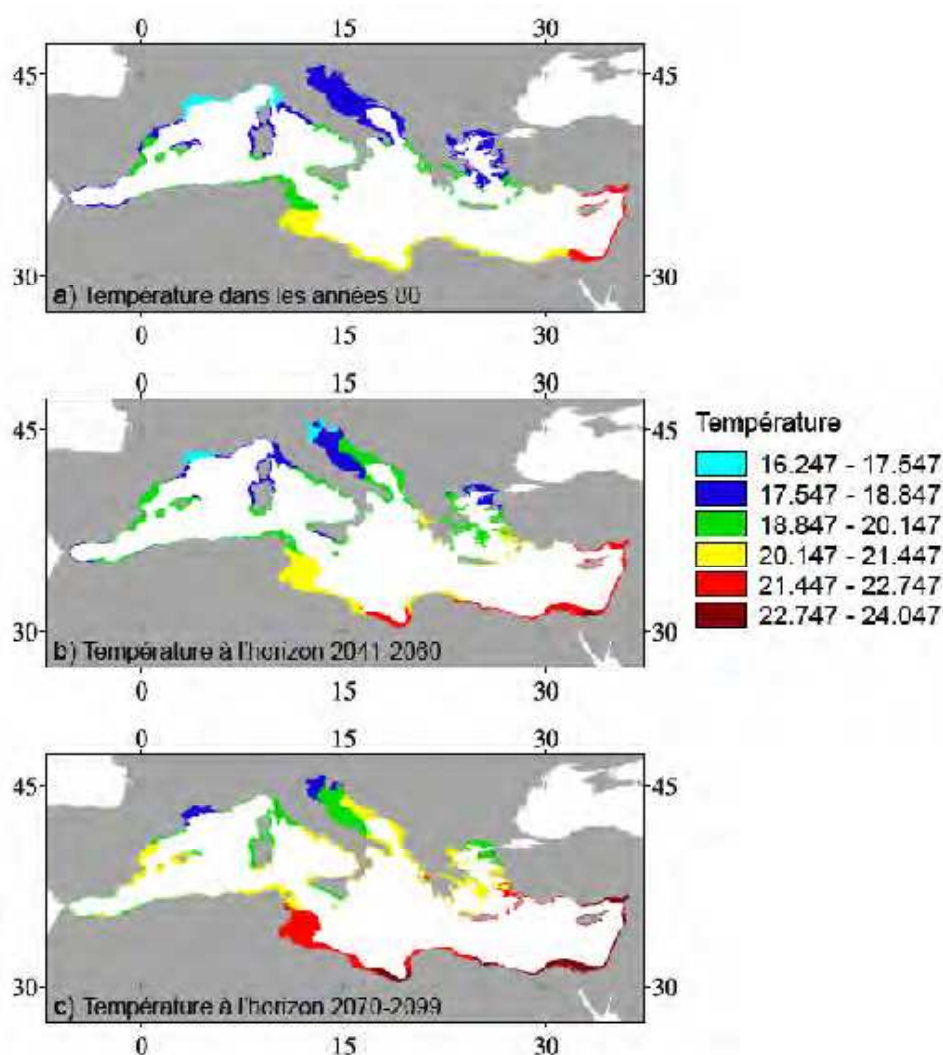 0 15 30
45 45
30 30
a) Température dans les années 80
0 15 30
0 15 30
45 45
30 30
b) Température à l'horizon 2041-2060
0 15 30
Température
16.247 - 17.547
17.547 - 18.847
18.847 - 20.147
20.147 - 21.447
21.447 - 22.747
22.747 - 24.047
0 15 30
45 45
30 30
c) Température à l'horizon 2070-2099
0 15 30